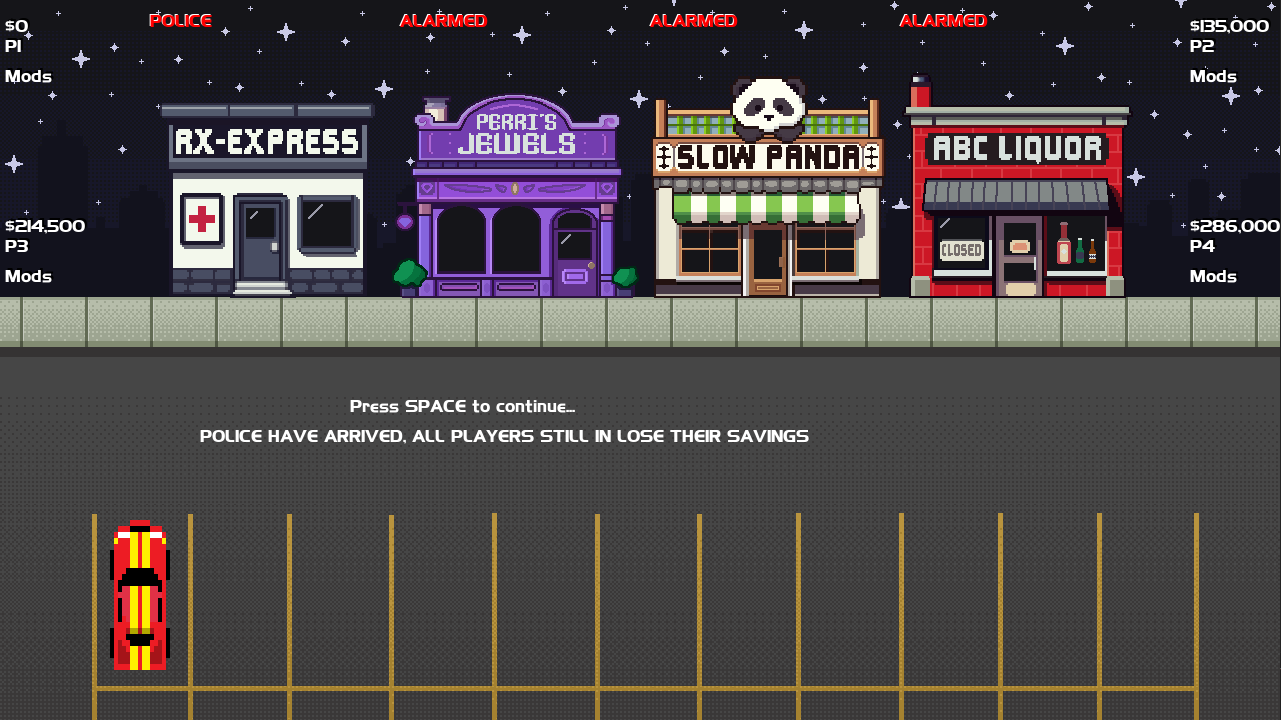 POLICE
ALARMED
ALARMED
ALARMED
$0
P1
Mods
$135,000
P2
Mods
RX-EXPRESS
PERRI'S
JEWELS
SLOW PANDA
ABC LIQUOR
CLOSED
$214,500
P3
Mods
$286,000
P4
Mods
Press SPACE to continue...
POLICE HAVE ARRIVED, ALL PLAYERS STILL IN LOSE THEIR SAVINGS